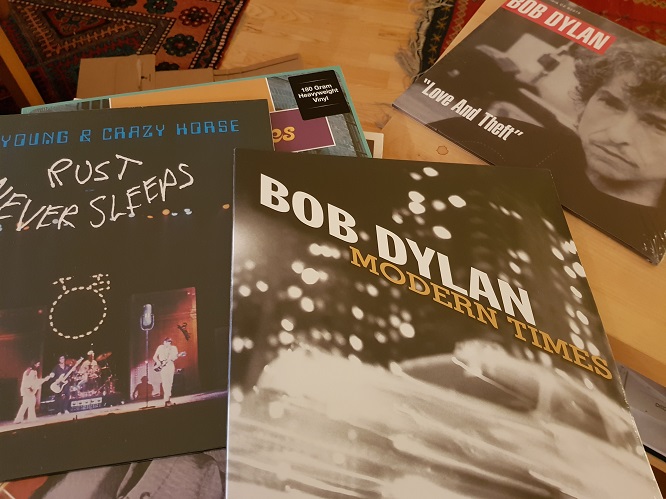 YOUNG & CRAZY HORSE
RUST
NEVER SLEEPS
180 Gram
Heavyweight
Vinyl
es
BOB DYLAN
MODERN TIMES
BOB DYLAN
"Love And Theft"